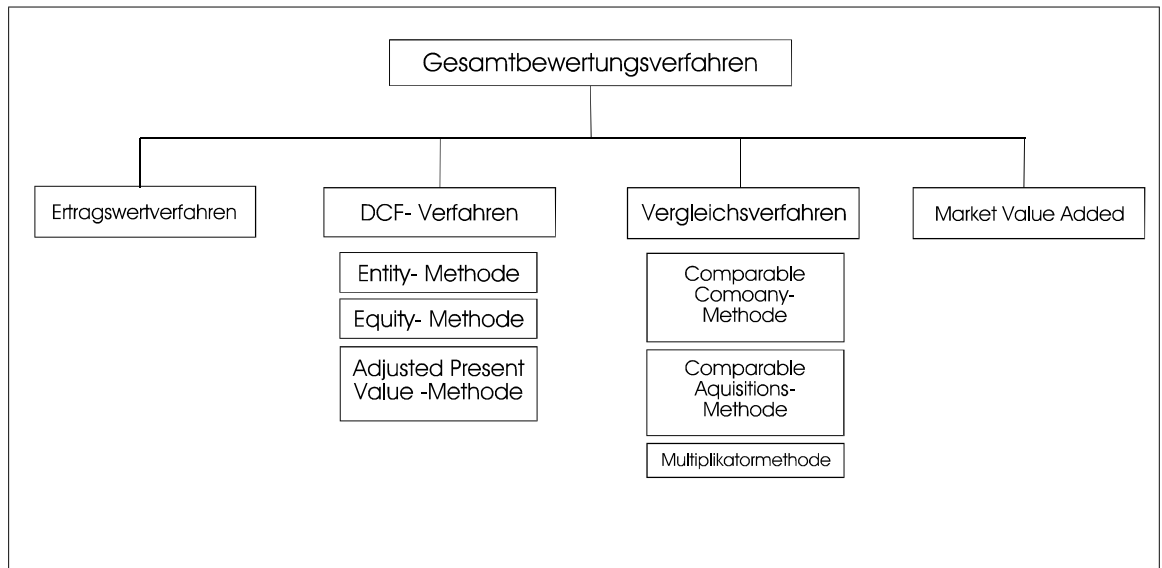 Gesamtbewertungsverfahren
Ertragswertverfahren
DCF- Verfahren
Vergleichsverfahren
Market Value Added
Entity- Methode
Equity- Methode
Adjusted Present
Value -Methode
Comparable
Comoany-
Methode
Comparable
Aquisitions-
Methode
Multiplikatormethode